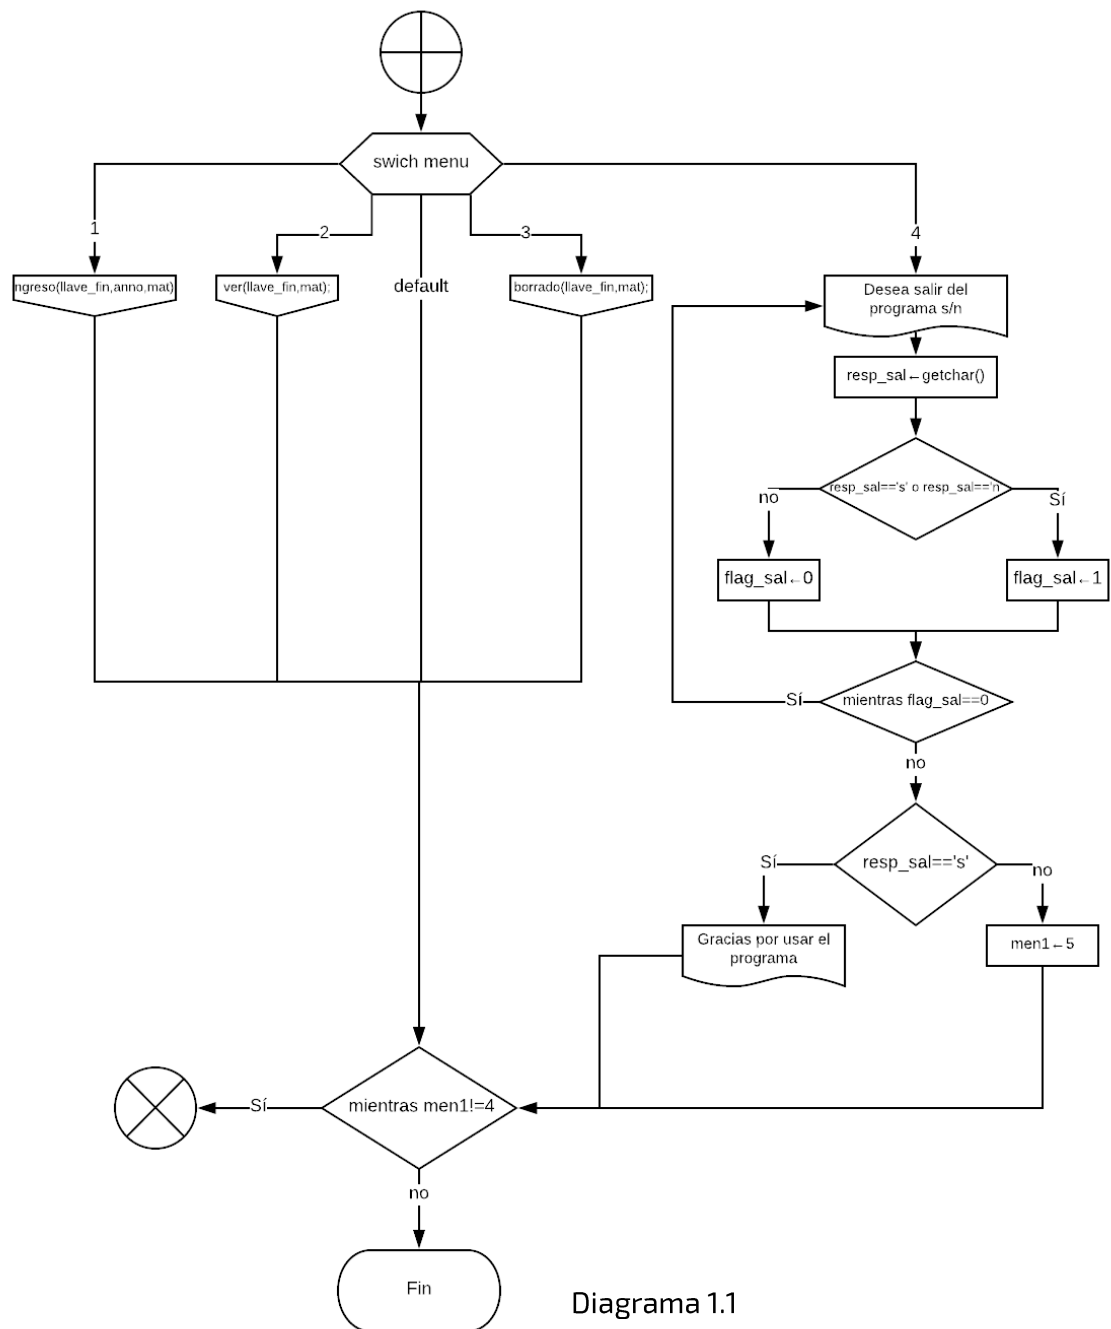 swich menu
1
2
3
4
ngreso(llave_fin,anno,mat)
ver(llave_fin,mat);
default
borrado(llave_fin,mat);
Desea salir del
programa s/n
resp_sal←getchar()
resp_sal=='s' o resp_sal=='n
no
Sí
flag_sal←0
flag_sal←1
mientras flag_sal==0
Sí
no
resp_sal=='s'
Sí
no
Gracias por usar el
programa
men1←5
mientras men1!=4
Sí
no
Fin
Diagrama 1.1